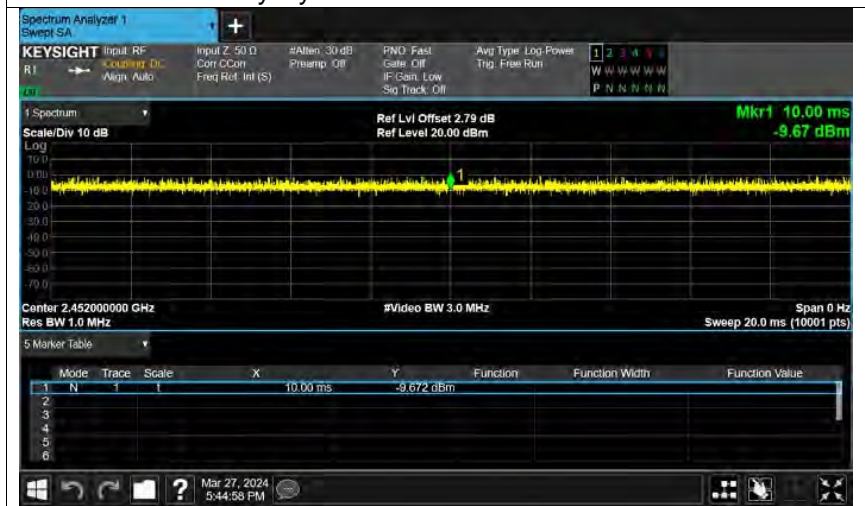 Spectrum Analyzer 1
Swept SA
+
KEYSIGHT Input: RF Input Z: 50 Ω #Atten: 30 dB PNO: Fast Avg Type: Log-Power 1 2 3 4 5 6
R L Coupling: DC Corr CCorr Preamp: Off Gate: Off Trig: Free Run W W W W W W
Align: Auto Freq Ref: Int (S) IF Gain: Low P N N N N N
Sig Track: Off
1 Spectrum Ref Lvl Offset 2.79 dB Mkr1 10.00 ms
Scale/Div 10 dB Ref Level 20.00 dBm -9.67 dBm
Log
10.0
0.00
-10.0
-20.0
-30.0
-40.0
-50.0
-60.0
-70.0
1
Center 2.452000000 GHz #Video BW 3.0 MHz Span 0 Hz
Res BW 1.0 MHz Sweep 20.0 ms (10001 pts)
5 Marker Table
Mode Trace Scale X Y Function Function Width Function Value
1 N 1 t 10.00 ms -9.672 dBm
2
3
4
5
6
? Mar 27, 2024
5:44:58 PM